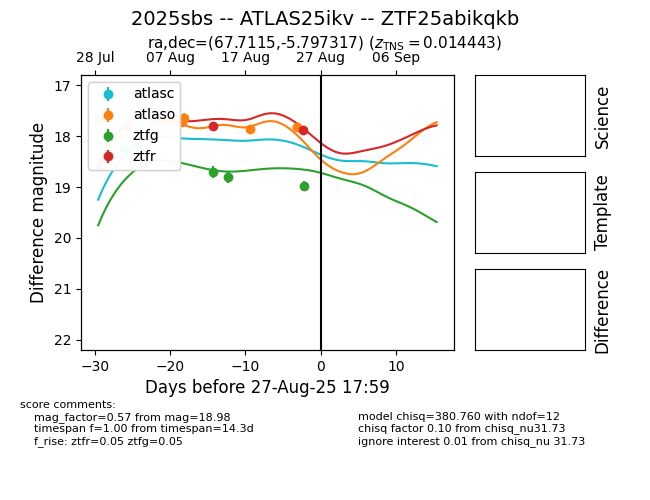 2025sbs -- ATLAS25ikv -- ZTF25abikqkb
ra,dec=(67.7115,-5.797317) (z_TNS = 0.014443)
28 Jul 07 Aug 17 Aug 27 Aug 06 Sep
17
18
19
20
21
22
Difference magnitude
atlasc
atlaso
ztfg
ztfr
−30 −20 −10 0 10
Days before 27-Aug-25 17:59
Science
Template
Difference
score comments:
mag_factor=0.57 from mag=18.98
timespan f=1.00 from timespan=14.3d
f_rise: ztfr=0.05 ztfg=0.05
model chisq=380.760 with ndof=12
chisq factor 0.10 from chisq_nu31.73
ignore interest 0.01 from chisq_nu 31.73